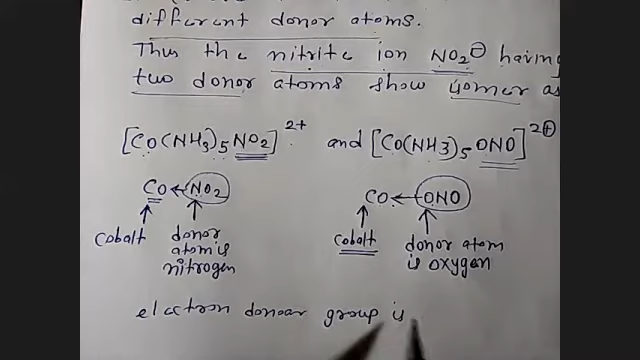 different donor atoms.
Thus the nitrite ion NO₂⊖ having
two donor atoms show isomer as
[Co(NH₃)₅NO₂]²⁺ and [Co(NH3)₅ONO]²⊕
CO ← NO₂
CO ← ONO
cobalt
donor atom is nitrogen
cobalt
donor atom is oxygen
electron donoar group is